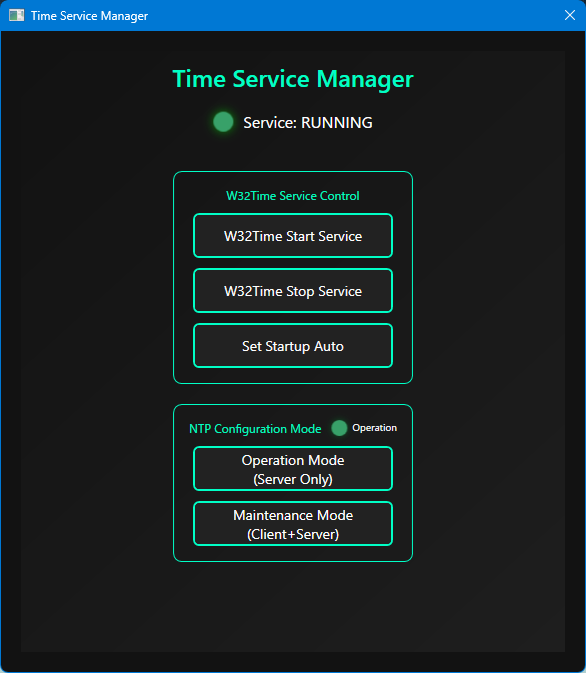 Time Service Manager
Time Service Manager
Service: RUNNING
W32Time Service Control
W32Time Start Service
W32Time Stop Service
Set Startup Auto
NTP Configuration Mode Operation
Operation Mode
(Server Only)
Maintenance Mode
(Client+Server)